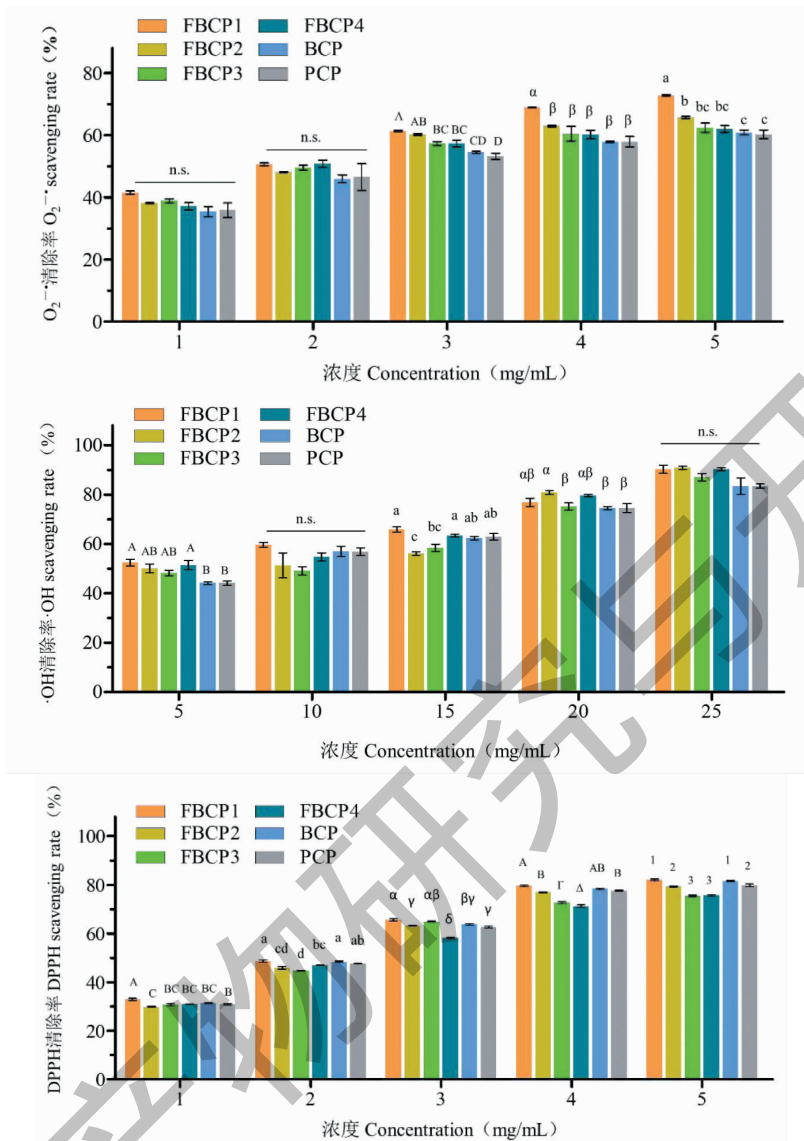 FBCP1 FBCP4
FBCP2 BCP
FBCP3 PCP
O₂⁻·清除率 O₂⁻· scavenging rate（%）
80
60
40
20
0
n.s.
n.s.
A AB BC BC CD D
α β β β β β
a b bc bc c c
1 2 3 4 5
浓度 Concentration（mg/mL）
FBCP1 FBCP4
FBCP2 BCP
FBCP3 PCP
·OH清除率·OH scavenging rate（%）
100
80
60
40
20
0
A AB AB A B B
n.s.
a c bc a ab ab
αβ α β αβ β β
n.s.
5 10 15 20 25
浓度 Concentration（mg/mL）
FBCP1 FBCP4
FBCP2 BCP
FBCP3 PCP
DPPH清除率 DPPH scavenging rate（%）
100
80
60
40
20
0
A C BC BC BC B
a cd d bc a ab
α γ αβ δ βγ γ
A B Γ Δ AB B
1 2 3 3 1 2
1 2 3 4 5
浓度 Concentration（mg/mL）
产物研究与开